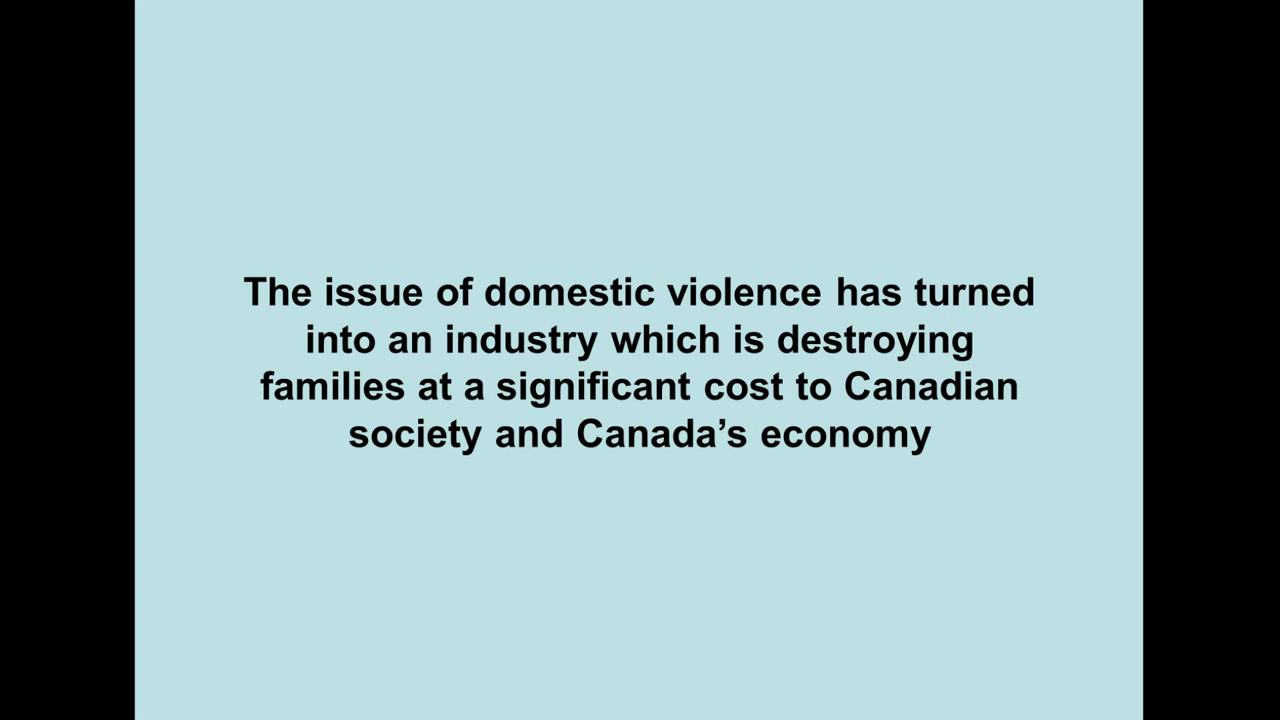 The issue of domestic violence has turned
into an industry which is destroying
families at a significant cost to Canadian
society and Canada’s economy